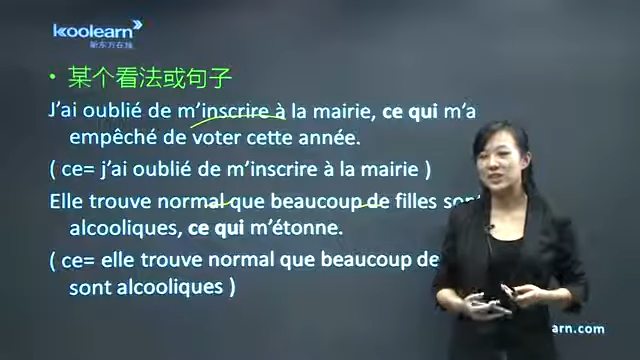 koolearn
新东方在线
• 某个看法或句子
J'ai oublié de m'inscrire à la mairie, ce qui m'a
empêché de voter cette année.
( ce= j'ai oublié de m'inscrire à la mairie )
Elle trouve normal que beaucoup de filles sont
alcooliques, ce qui m'étonne.
( ce= elle trouve normal que beaucoup de
sont alcooliques )
arn.com